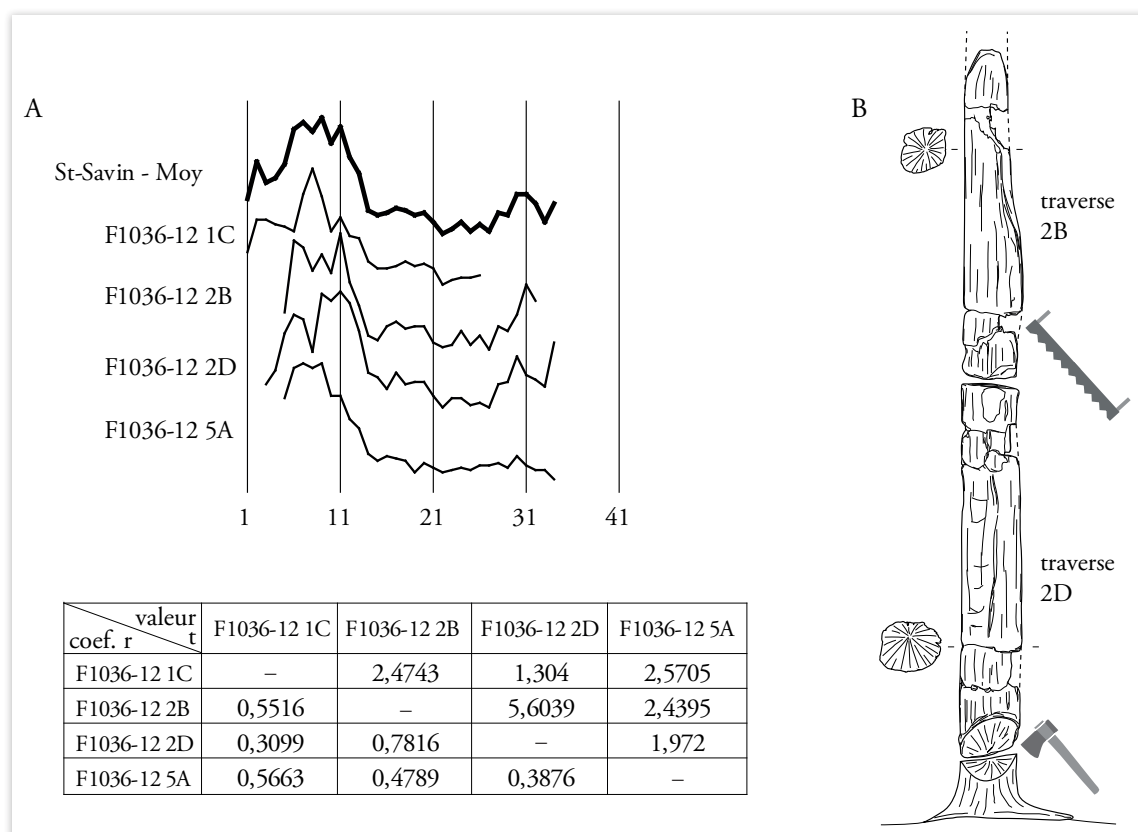 A
St-Savin - Moy
F1036-12 1C
F1036-12 2B
F1036-12 2D
F1036-12 5A
1 11 21 31 41
valeur t
coef. r
F1036-12 1C F1036-12 2B F1036-12 2D F1036-12 5A
F1036-12 1C – 2,4743 1,304 2,5705
F1036-12 2B 0,5516 – 5,6039 2,4395
F1036-12 2D 0,3099 0,7816 – 1,972
F1036-12 5A 0,5663 0,4789 0,3876 –
B
traverse
2B
traverse
2D